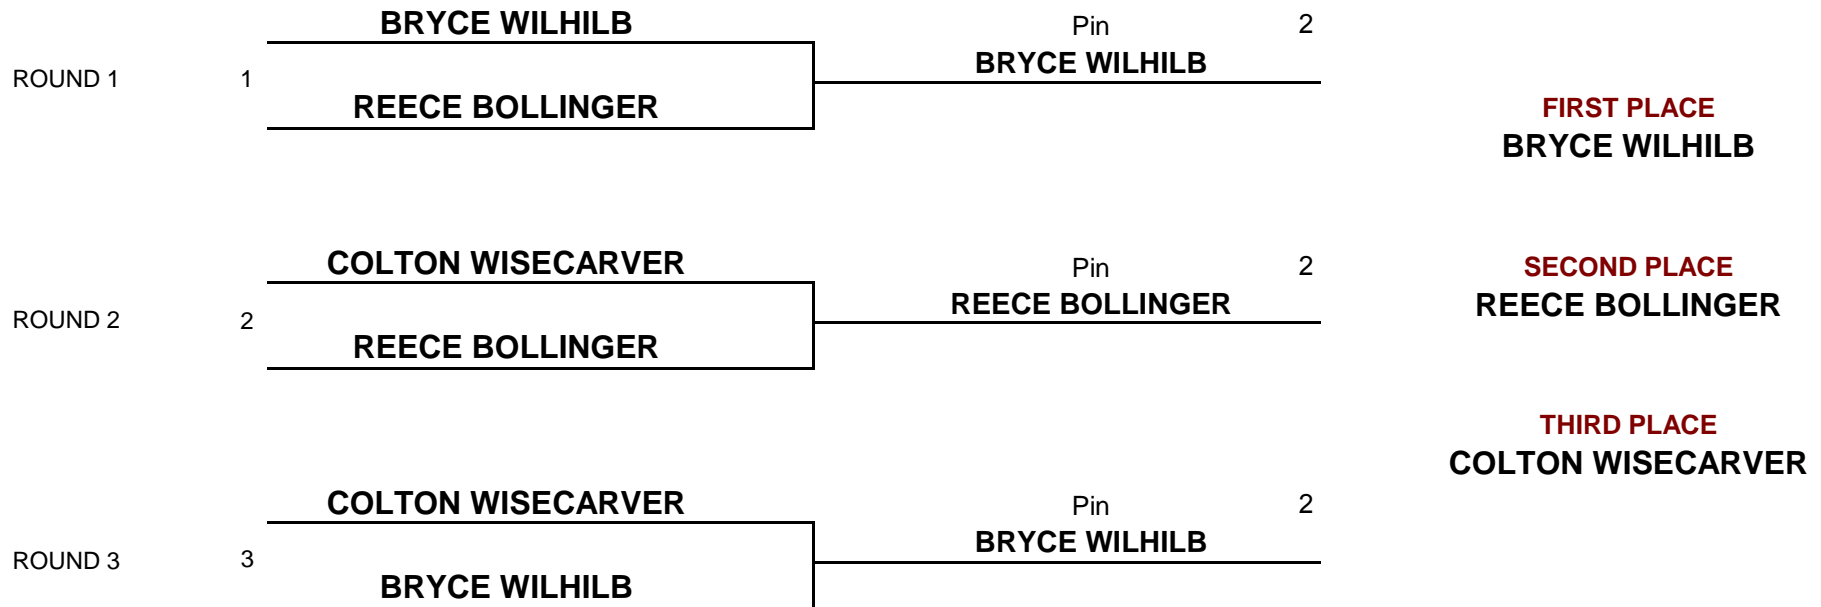 BRYCE WILHILB
Pin 2
ROUND 1 1 BRYCE WILHILB
REECE BOLLINGER
FIRST PLACE
BRYCE WILHILB
COLTON WISECARVER
Pin 2
ROUND 2 2 REECE BOLLINGER
REECE BOLLINGER
SECOND PLACE
REECE BOLLINGER
THIRD PLACE
COLTON WISECARVER
COLTON WISECARVER
Pin 2
ROUND 3 3 BRYCE WILHILB
BRYCE WILHILB